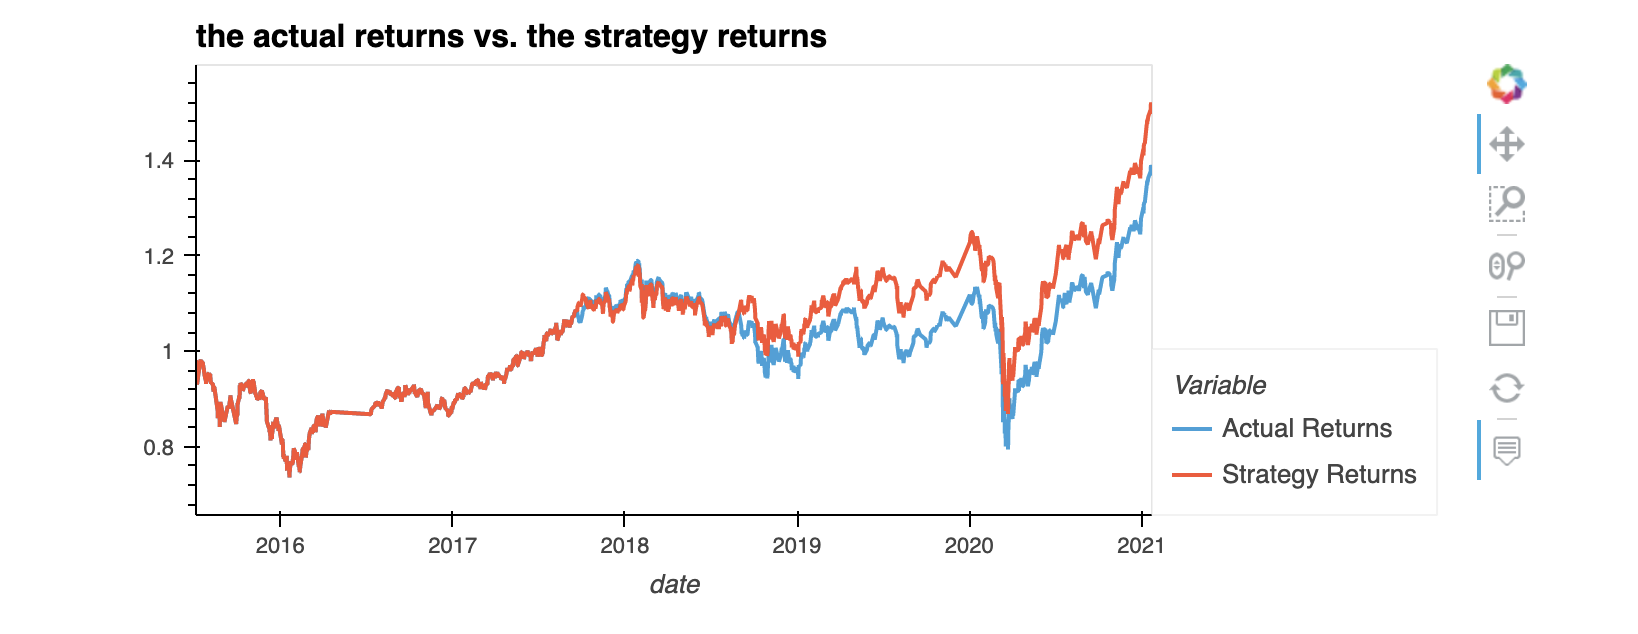 the actual returns vs. the strategy returns
1.4
1.2
1
0.8
2016 2017 2018 2019 2020 2021
date
Variable
Actual Returns
Strategy Returns